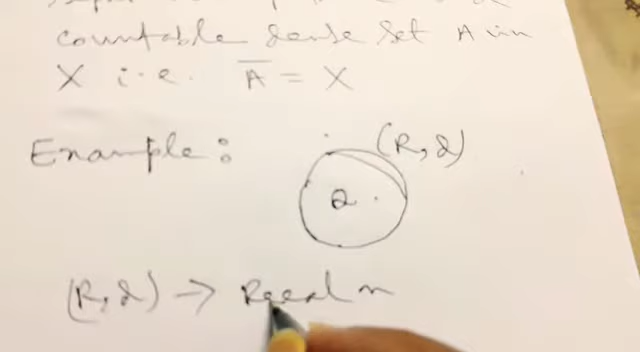 countable dense set A in
X i.e. A̅ = X
Example:
(R, d)
Q
(R, d) → Real n